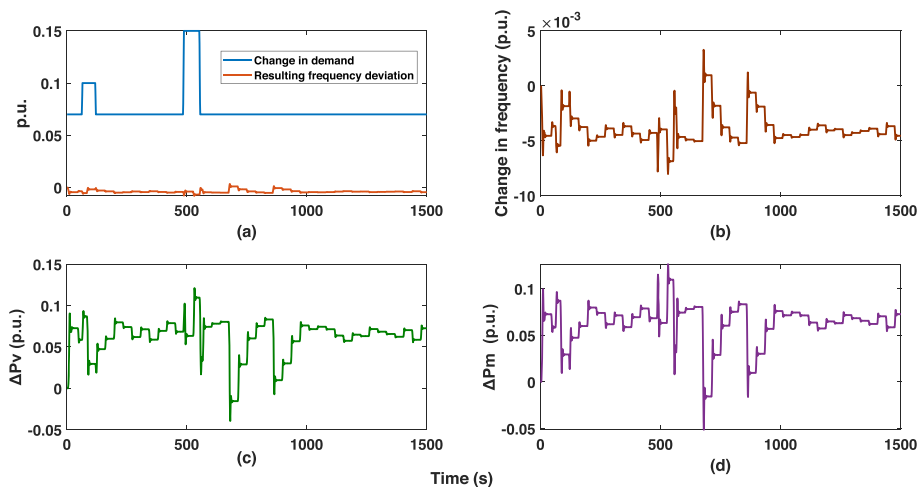 0.15
0.1
0.05
0
p.u.
Change in demand
Resulting frequency deviation
0 500 1000 1500
(a)
×10⁻³
5
0
-5
-10
Change in frequency (p.u.)
0 500 1000 1500
(b)
0.15
0.1
0.05
0
-0.05
ΔPv (p.u.)
0 500 1000 1500
(c)
0.1
0.05
0
-0.05
ΔPm (p.u.)
0 500 1000 1500
(d)
Time (s)